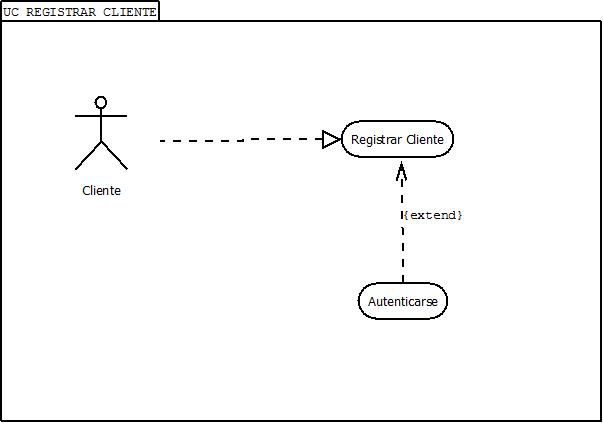 UC REGISTRAR CLIENTE
Registrar Cliente
Cliente
{extend}
Autenticarse